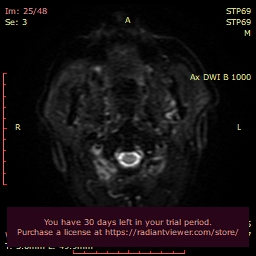 Im: 25/48
Se: 3
STP69
STP69
M
A
Ax DWI B 1000
R
L
You have 30 days left in your trial period.
Purchase a license at https://radiantviewer.com/store/